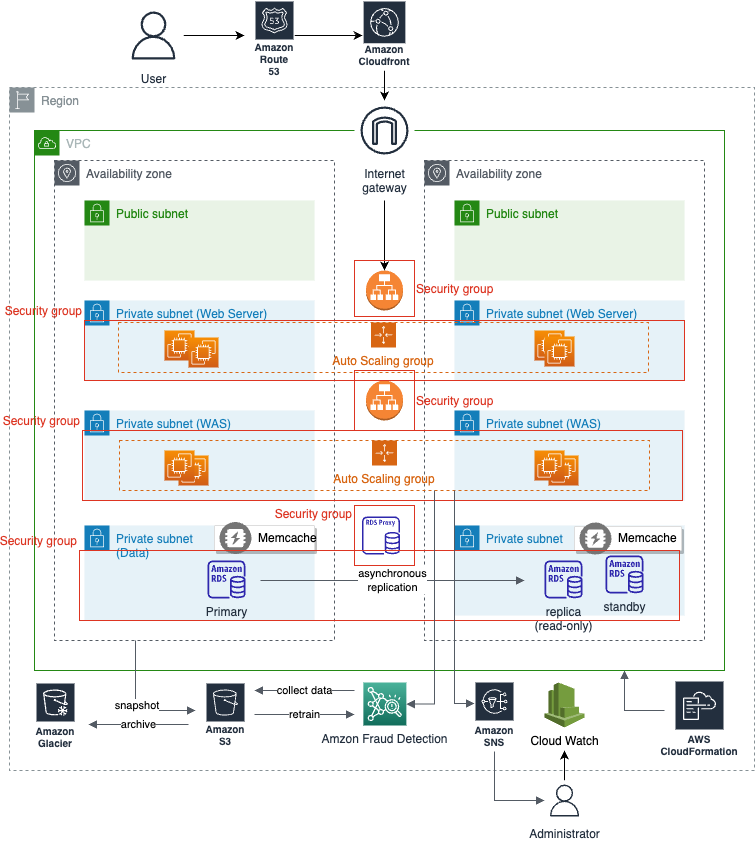 User
53
Amazon
Route
53
Amazon
Cloudfront
Region
VPC
Availability zone
Internet
gateway
Availability zone
Public subnet
Public subnet
Security group
Security group
Private subnet (Web Server)
Private subnet (Web Server)
Auto Scaling group
Security group
Security group
Private subnet (WAS)
Private subnet (WAS)
Auto Scaling group
Security group
Security group
Private subnet
(Data)
Memcache
RDS Proxy
Private subnet
Memcache
Amazon
RDS
Primary
asynchronous
replication
Amazon
RDS
replica
(read-only)
Amazon
RDS
standby
snapshot
archive
Amazon
Glacier
Amazon
S3
collect data
retrain
Amzon Fraud Detection
Amazon
SNS
Cloud Watch
AWS
CloudFormation
Administrator